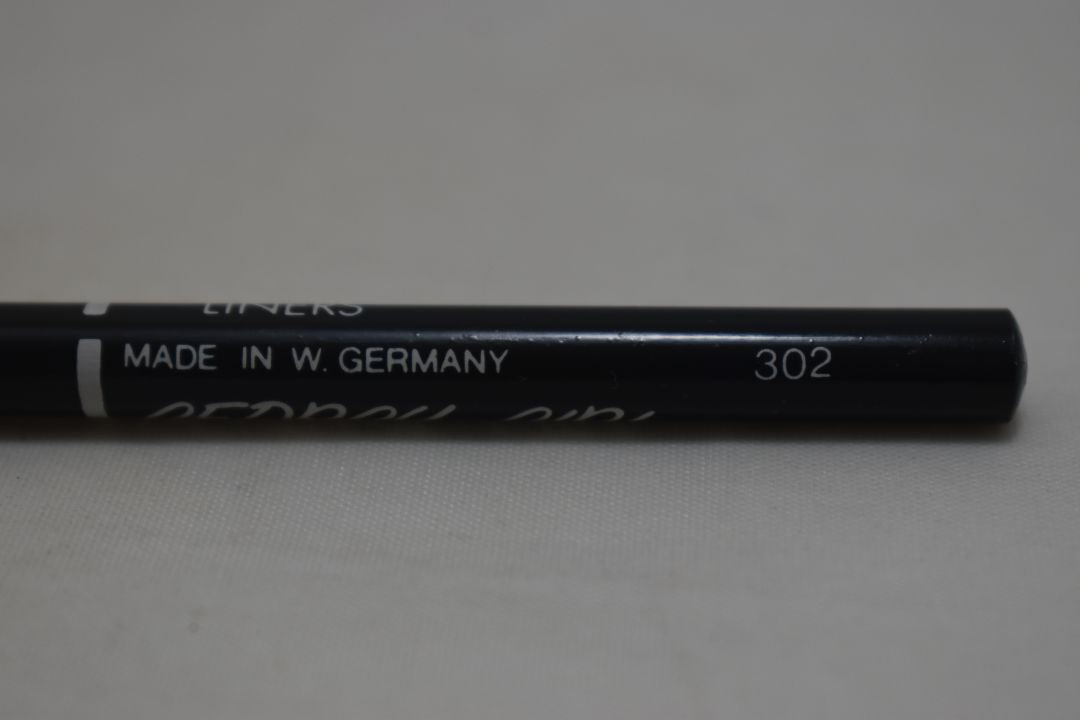 LINERS
MADE IN W. GERMANY 302